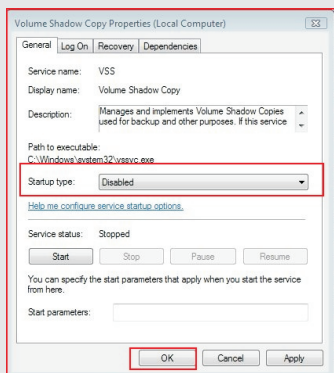 Volume Shadow Copy Properties (Local Computer)
General Log On Recovery Dependencies
Service name: VSS
Display name: Volume Shadow Copy
Description: Manages and implements Volume Shadow Copies
used for backup and other purposes. If this service
Path to executable:
C:\Windows\system32\vssvc.exe
Startup type: Disabled
Help me configure service startup options.
Service status: Stopped
Start Stop Pause Resume
You can specify the start parameters that apply when you start the service
from here.
Start parameters:
OK Cancel Apply